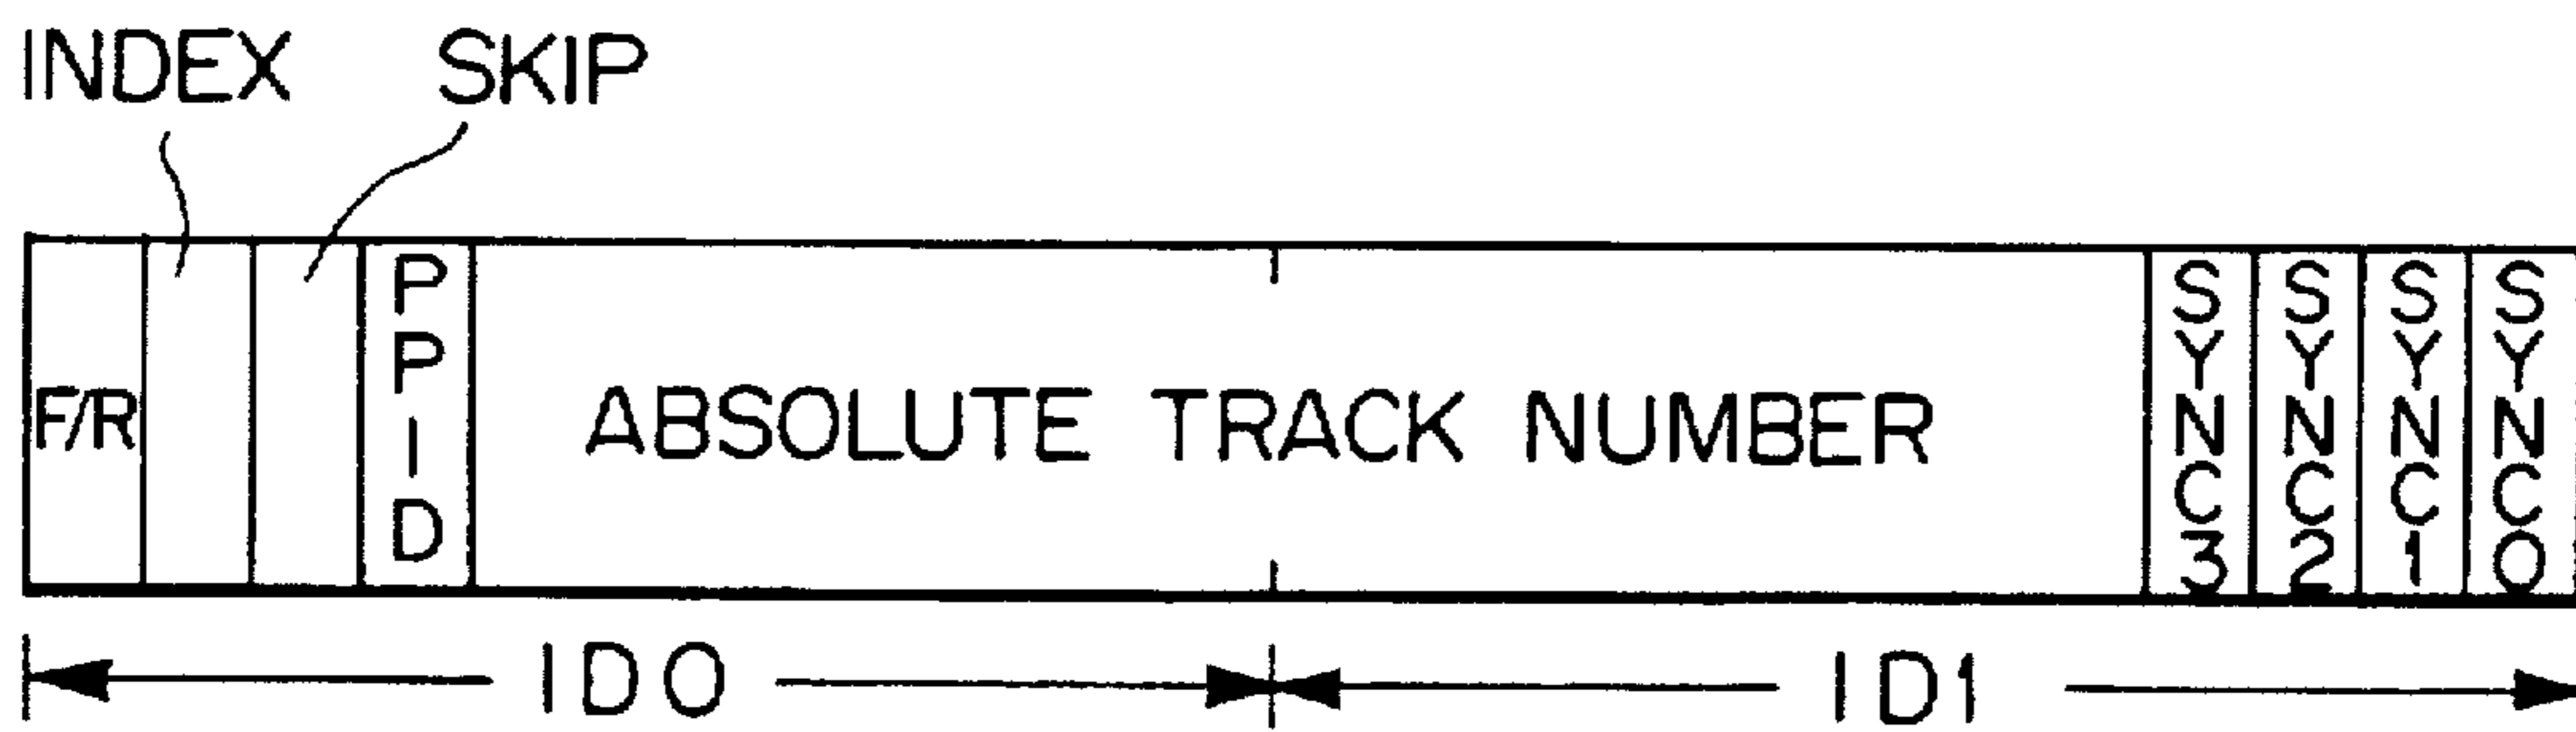 INDEX SKIP
F/R PPID ABSOLUTE TRACK NUMBER SYNC3 SYNC2 SYNC1 SYNC0
ID0 ID1